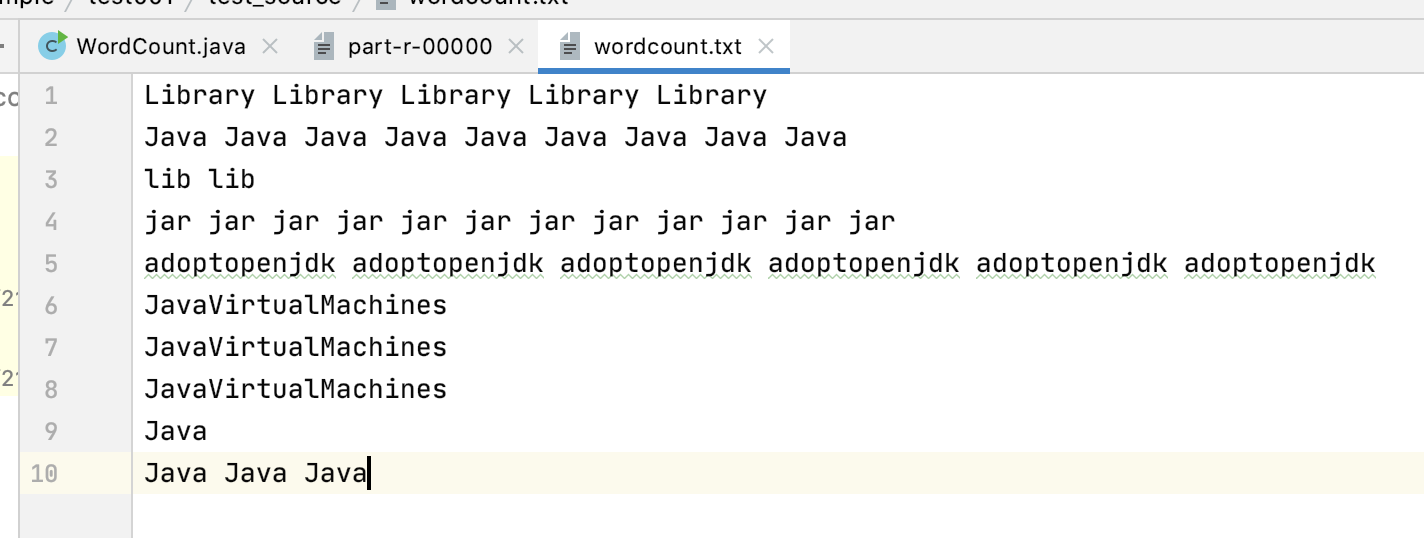 test_source / wordcount.txt
WordCount.java part-r-00000 wordcount.txt
1 Library Library Library Library Library
2 Java Java Java Java Java Java Java Java Java
3 lib lib
4 jar jar jar jar jar jar jar jar jar jar jar jar
5 adoptopenjdk adoptopenjdk adoptopenjdk adoptopenjdk adoptopenjdk adoptopenjdk
6 JavaVirtualMachines
7 JavaVirtualMachines
8 JavaVirtualMachines
9 Java
10 Java Java Java